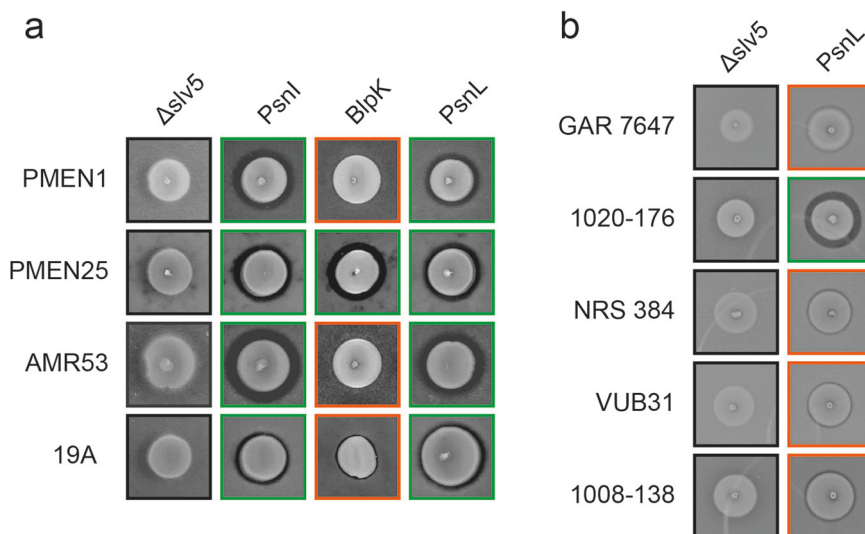 a
Δslv5 PsnI BlpK PsnL
PMEN1
PMEN25
AMR53
19A
b
Δslv5 PsnL
GAR 7647
1020-176
NRS 384
VUB31
1008-138